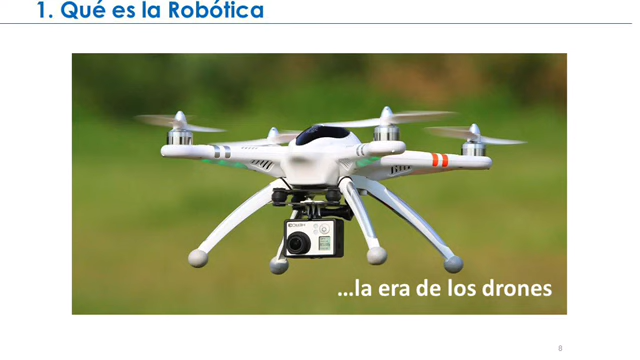 1. Qué es la Robótica
...la era de los drones
8